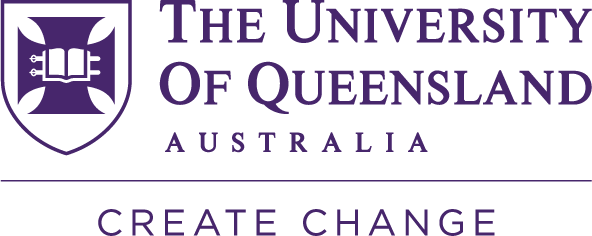 THE UNIVERSITY
OF QUEENSLAND
AUSTRALIA
CREATE CHANGE